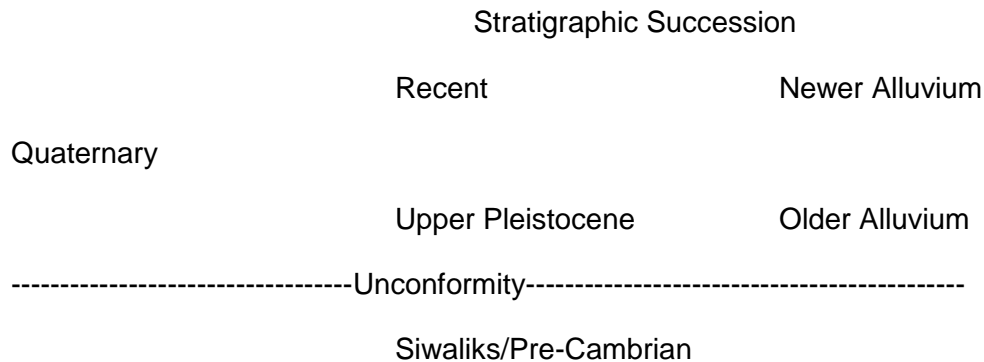 Stratigraphic Succession
Recent Newer Alluvium
Quaternary
Upper Pleistocene Older Alluvium
-----------------------------------Unconformity---------------------------------------------
Siwaliks/Pre-Cambrian